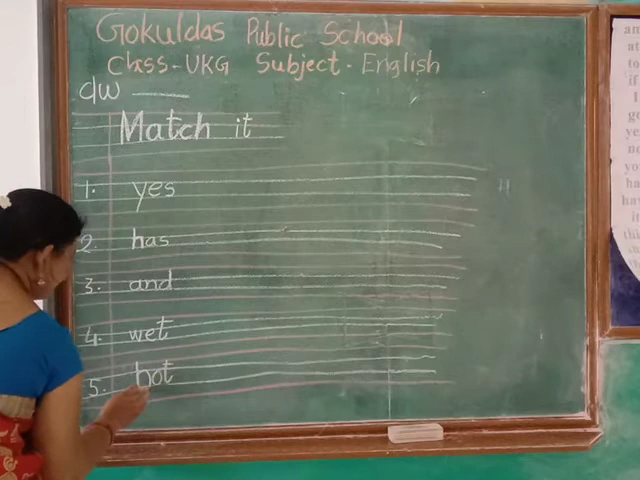 Gokuldas Public School
Class-UKG Subject. English
c/w
Match it
1. yes
2. has
3. and
4. wet
5. hot